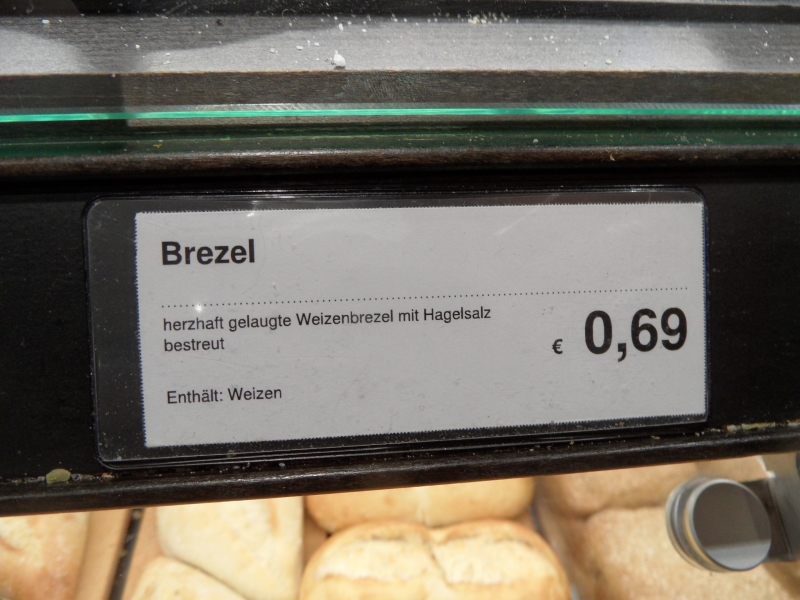 Brezel
herzhaft gelaugte Weizenbrezel mit Hagelsalz
bestreut
€ 0,69
Enthält: Weizen